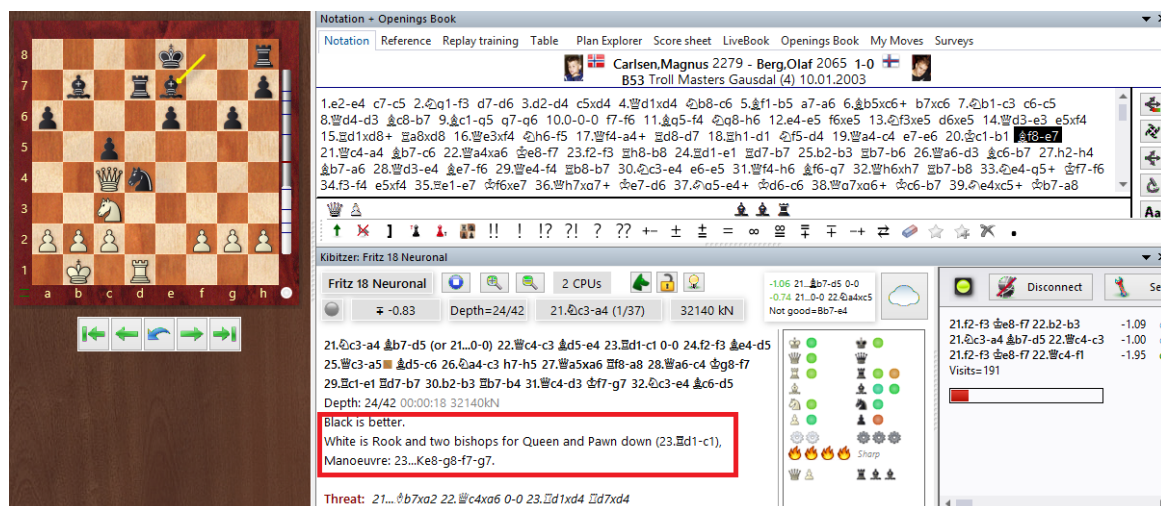 Notation + Openings Book
Notation Reference Replay training Table Plan Explorer Score sheet LiveBook Openings Book My Moves Surveys
Carlsen,Magnus 2279 - Berg,Olaf 2065 1-0
B53 Troll Masters Gausdal (4) 10.01.2003
1.e2-e4 c7-c5 2.♘g1-f3 d7-d6 3.d2-d4 c5xd4 4.♕d1xd4 ♘b8-c6 5.♗f1-b5 a7-a6 6.♗b5xc6+ b7xc6 7.♘b1-c3 c6-c5
8.♕d4-d3 ♗c8-b7 9.♗c1-g5 g7-g6 10.0-0-0 f7-f6 11.♗g5-f4 ♘g8-h6 12.e4-e5 f6xe5 13.♘f3xe5 d6xe5 14.♕d3-e3 e5xf4
15.♖d1xd8+ ♖a8xd8 16.♕e3xf4 ♘h6-f5 17.♕f4-a4+ ♖d8-d7 18.♖h1-d1 ♘f5-d4 19.♕a4-c4 e7-e6 20.♔c1-b1 ♗f8-e7
21.♕c4-a4 ♗b7-c6 22.♕a4xa6 ♔e8-f7 23.f2-f3 ♖h8-b8 24.♖d1-e1 ♖d7-b7 25.b2-b3 ♖b7-b6 26.♕a6-d3 ♗c6-b7 27.h2-h4
♗b7-a6 28.♕d3-e4 ♗e7-f6 29.♕e4-f4 ♖b8-b7 30.♘c3-e4 e6-e5 31.♕f4-h6 ♗f6-g7 32.♕h6xh7 ♖b7-b8 33.♘e4-g5+ ♔f7-f6
34.f3-f4 e5xf4 35.♖e1-e7 ♔f6xe7 36.♕h7xg7+ ♔e7-d6 37.♘g5-e4+ ♔d6-c6 38.♕g7xg6+ ♔c6-b7 39.♘e4xc5+ ♔b7-a8
Aa
↑ ] !! ! !? ?! ? ?? +− ± ⩲ = ∞ ⩱ ∓ −+ ⇄
Kibitzer: Fritz 18 Neuronal
Fritz 18 Neuronal 2 CPUs
∓ -0.83 Depth=24/42 21.♘c3-a4 (1/37) 32140 kN
-1.06 21...♗b7-d5 0-0
-0.74 21...0-0 22.♘a4xc5
Not good=Bb7-e4
21.♘c3-a4 ♗b7-d5 (or 21...0-0) 22.♕c4-c3 ♗d5-e4 23.♖d1-c1 0-0 24.f2-f3 ♗e4-d5
25.♕c3-a5 ♗d5-c6 26.♘a4-c3 h7-h5 27.♕a5xa6 ♖f8-a8 28.♕a6-c4 ♔g8-f7
29.♖c1-e1 ♖d7-b7 30.b2-b3 ♖b7-b4 31.♕c4-d3 ♔f7-g7 32.♘c3-e4 ♗c6-d5
Depth: 24/42 00:00:18 32140kN
Black is better.
White is Rook and two bishops for Queen and Pawn down (23.♖d1-c1),
Manoeuvre: 23...Ke8-g8-f7-g7.
Threat: 21...♗b7xa2 22.♕c4xa6 0-0 23.♖d1xd4 ♖d7xd4
Sharp
Disconnect Se
21.f2-f3 ♔e8-f7 22.b2-b3 -1.09
21.♘c3-a4 ♗b7-d5 22.♕c4-c3 -1.00
21.f2-f3 ♔e8-f7 22.♕c4-f1 -1.95
Visits=191
8
7
6
5
4
3
2
1
a b c d e f g h